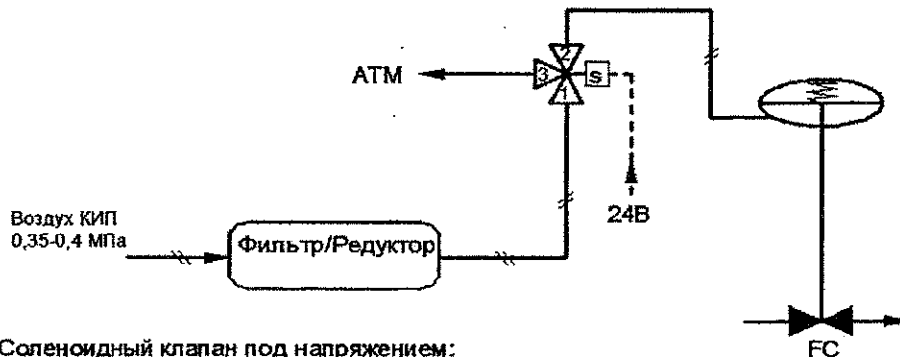 2
АТМ
3
S
1
Воздух КИП
0,35-0,4 МПа
24В
Фильтр/Редуктор
Соленоидный клапан под напряжением:
FC